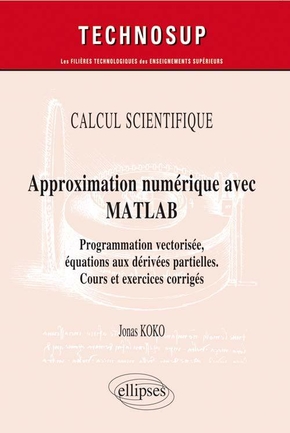 TECHNOSUP
Les FILIÈRES TECHNOLOGIQUES des ENSEIGNEMENTS SUPÉRIEURS
CALCUL SCIENTIFIQUE
Approximation numérique avec
MATLAB
Programmation vectorisée,
équations aux dérivées partielles.
Cours et exercices corrigés
Jonas KOKO
ellipses